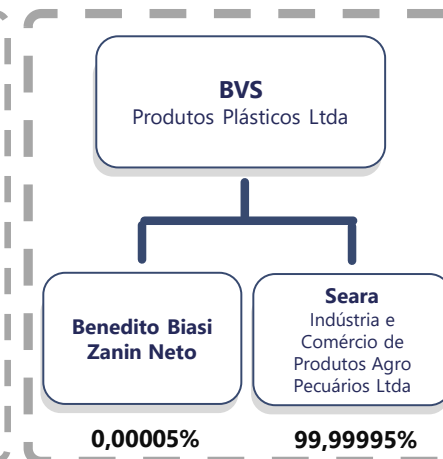 BVS
Produtos Plásticos Ltda
Benedito Biasi
Zanin Neto
Seara
Indústria e
Comércio de
Produtos Agro
Pecuários Ltda
0,00005%
99,99995%